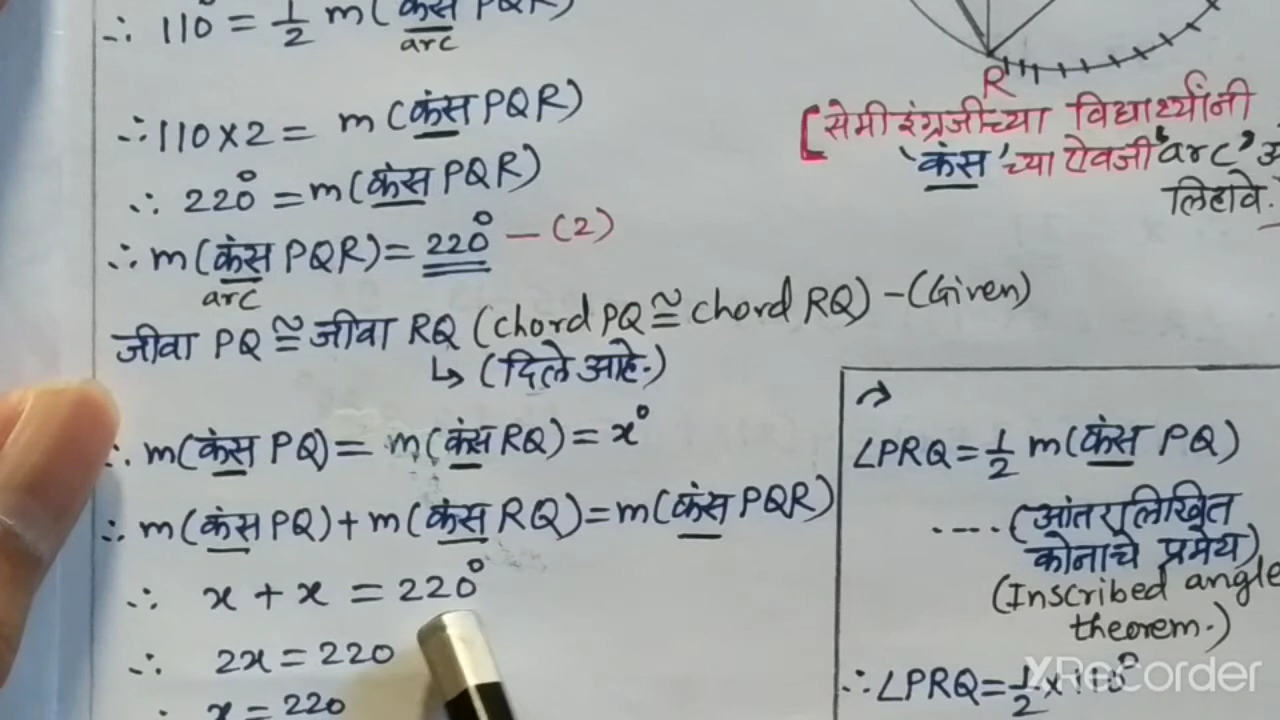 ∴ 110° = 1/2 m(कंस PQR)
arc
∴ 110×2 = m(कंस PQR)
∴ 220° = m(कंस PQR)
∴ m(कंस PQR) = 220° — (2)
arc
जीवा PQ ≅ जीवा RQ (chord PQ ≅ chord RQ) - (Given)
↳ (दिले आहे.)
∴ m(कंस PQ) = m(कंस RQ) = x°
∴ m(कंस PQ) + m(कंस RQ) = m(कंस PQR)
∴ x + x = 220°
∴ 2x = 220
∴ x = 220
R
[सेमी इंग्रजीच्या विद्यार्थ्यांनी
'कंस' च्या ऐवजी 'arc'
लिहावे.
∠PRQ = 1/2 m(कंस PQ)
---- (आंतरलिखित
कोनाचे प्रमेय)
(Inscribed angle
theorem.)
∴ ∠PRQ = 1/2 × 110°
XRecorder